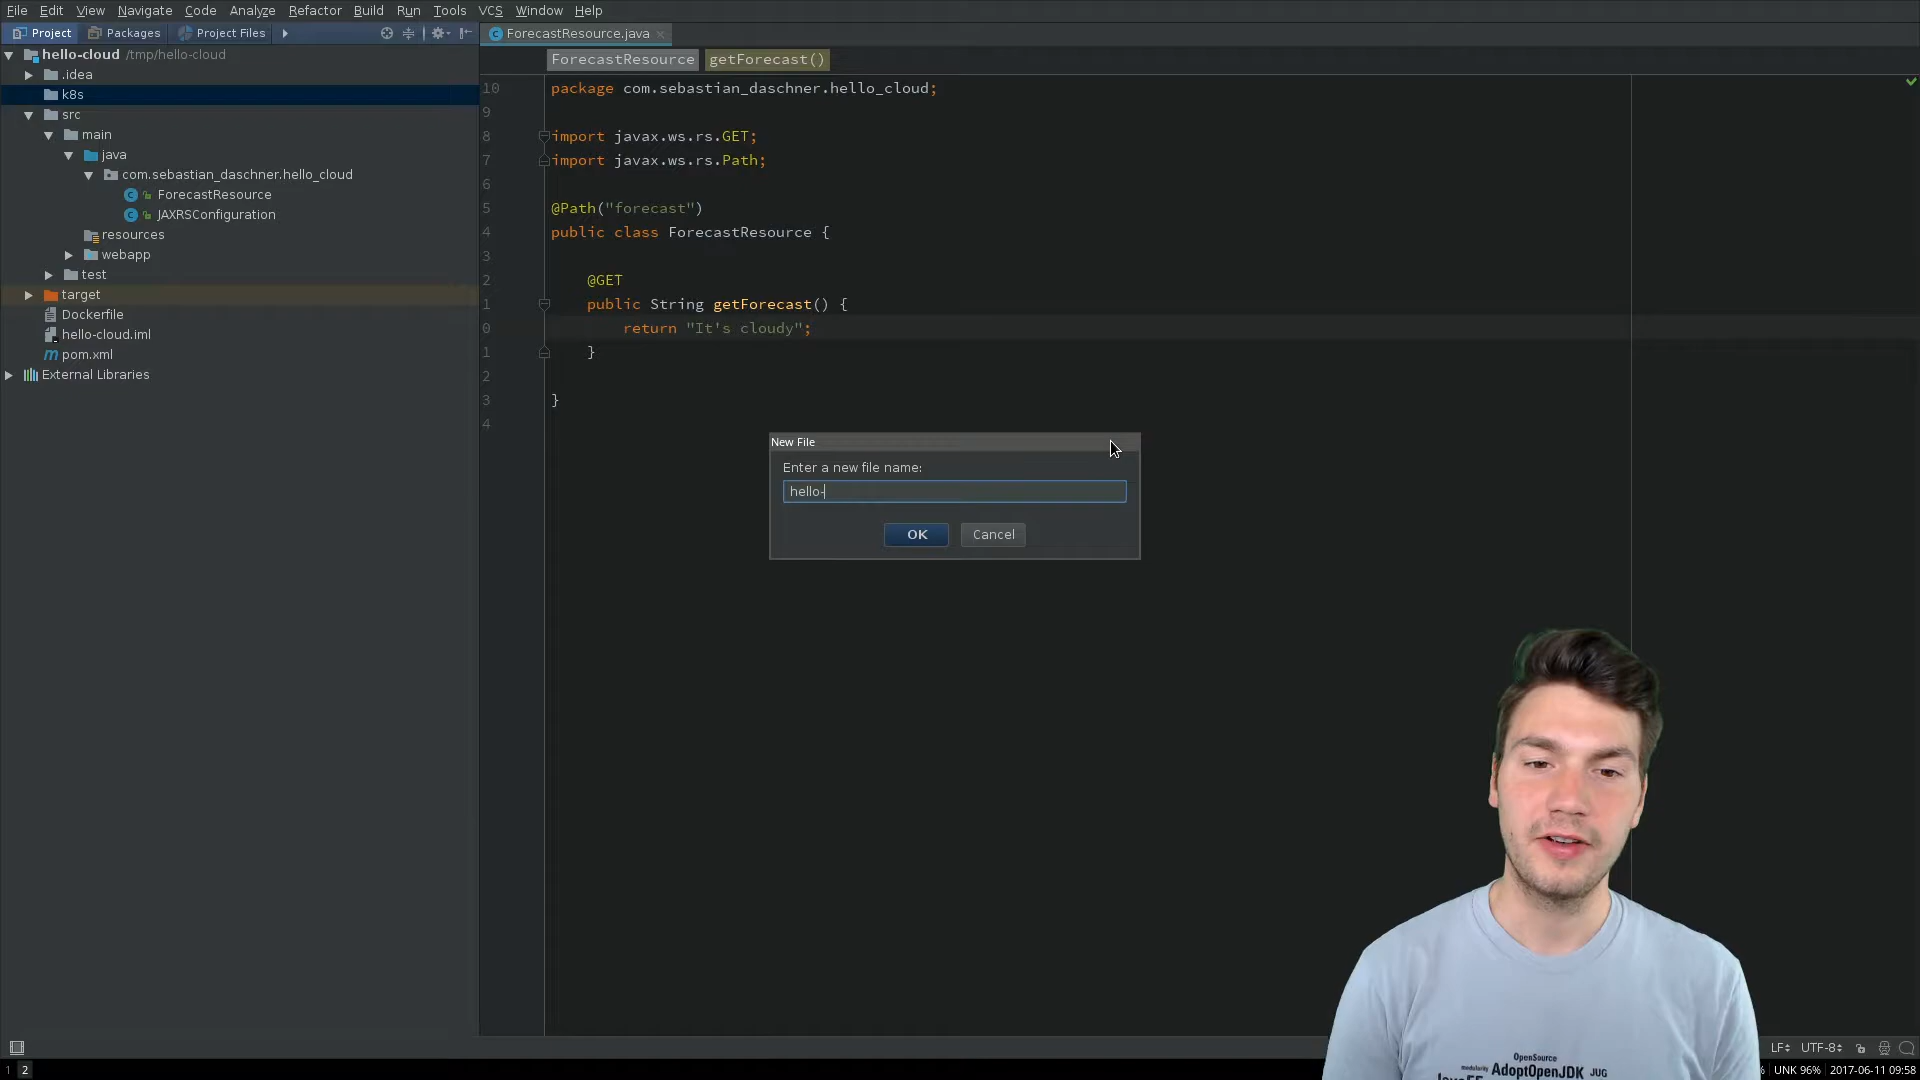 File Edit View Navigate Code Analyze Refactor Build Run Tools VCS Window Help
Project Packages Project Files
ForecastResource.java
hello-cloud /tmp/hello-cloud
.idea
k8s
src
main
java
com.sebastian_daschner.hello_cloud
ForecastResource
JAXRSConfiguration
resources
webapp
test
target
Dockerfile
hello-cloud.iml
pom.xml
External Libraries
ForecastResource getForecast()
10 package com.sebastian_daschner.hello_cloud;
9
8 import javax.ws.rs.GET;
7 import javax.ws.rs.Path;
6
5 @Path("forecast")
4 public class ForecastResource {
3
2 @GET
1 public String getForecast() {
0 return "It's cloudy";
1 }
2
3 }
4
New File
Enter a new file name:
hello-
OK Cancel
OpenSource
modularity AdoptOpenJDK JUG
LF UTF-8
1 2
UNK 96% 2017-06-11 09:58